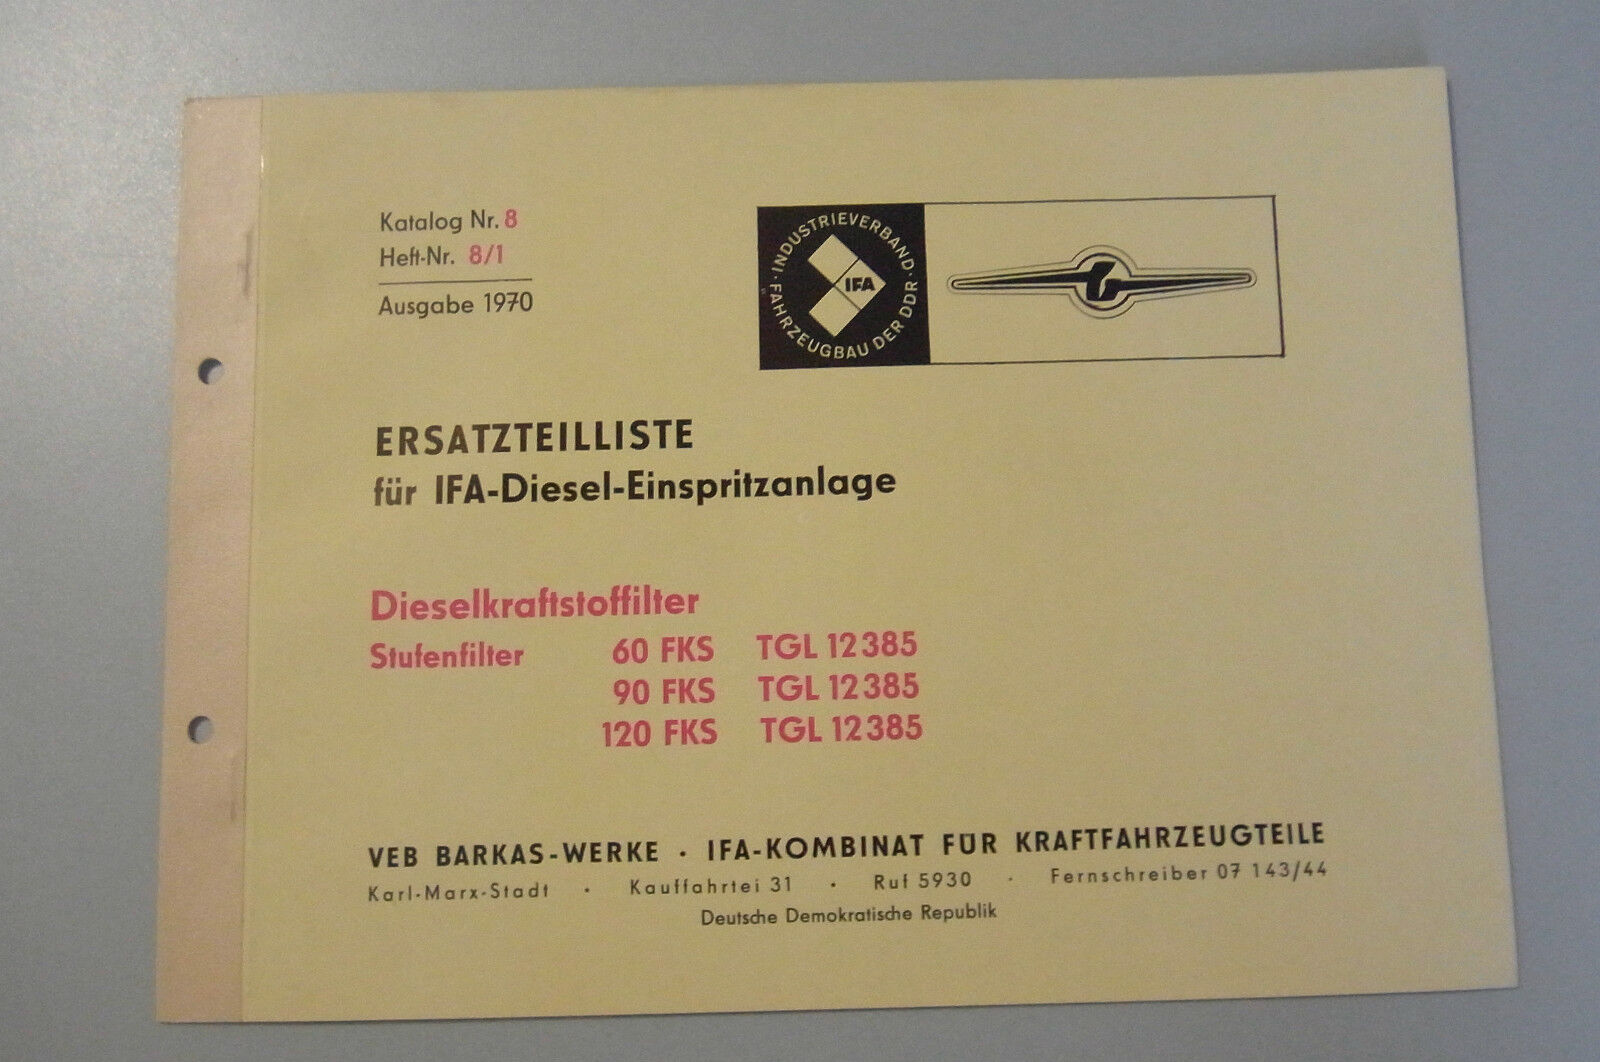 Katalog Nr. 8
Heft-Nr. 8/1
Ausgabe 1970
· INDUSTRIEVERBAND · FAHRZEUGBAU DER DDR
IFA
ERSATZTEILLISTE
für IFA-Diesel-Einspritzanlage
Dieselkraftstoffilter
Stufenfilter 60 FKS TGL 12385
90 FKS TGL 12385
120 FKS TGL 12385
VEB BARKAS-WERKE · IFA-KOMBINAT FÜR KRAFTFAHRZEUGTEILE
Karl-Marx-Stadt · Kauffahrtei 31 · Ruf 5930 · Fernschreiber 07 143/44
Deutsche Demokratische Republik